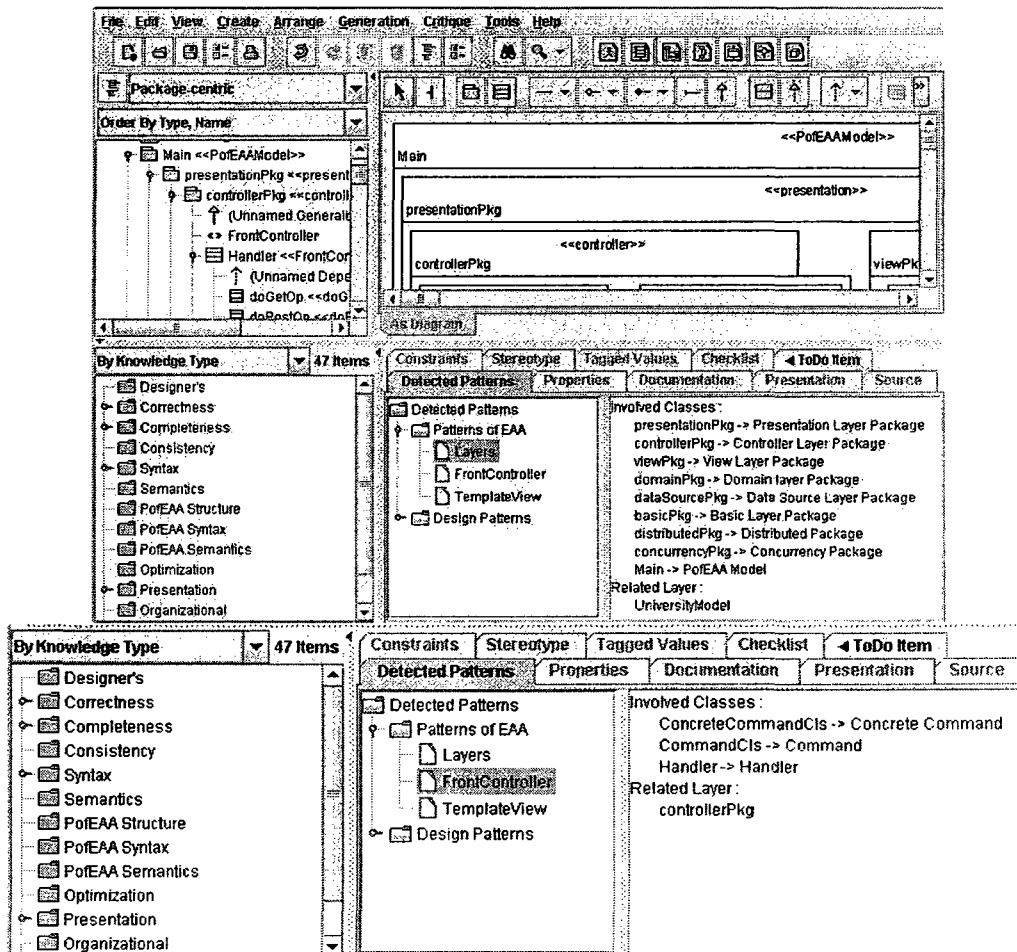 File Edit View Create Arrange Generation Critique Tools Help
Package-centric
Order By Type, Name
Main <<PofEAAModel>>
presentationPkg <<present
controllerPkg <<controll
(Unnamed Generali
FrontController
Handler <<FrontCon
(Unnamed Depe
doGetOp <<doG
doPostOp <<doP
<<PofEAAModel>>
Main
<<presentation>>
presentationPkg
<<controller>>
controllerPkg
viewPk
As Diagram
By Knowledge Type 47 Items
Designer's
Correctness
Completeness
Consistency
Syntax
Semantics
PofEAA Structure
PofEAA Syntax
PofEAA Semantics
Optimization
Presentation
Organizational
Constraints Stereotype Tagged Values Checklist ToDo Item
Detected Patterns Properties Documentation Presentation Source
Detected Patterns
Patterns of EAA
Layers
FrontController
TemplateView
Design Patterns
Involved Classes :
presentationPkg -> Presentation Layer Package
controllerPkg -> Controller Layer Package
viewPkg -> View Layer Package
domainPkg -> Domain layer Package
dataSourcePkg -> Data Source Layer Package
basicPkg -> Basic Layer Package
distributedPkg -> Distributed Package
concurrencyPkg -> Concurrency Package
Main -> PofEAA Model
Related Layer :
UniversityModel
By Knowledge Type 47 Items
Designer's
Correctness
Completeness
Consistency
Syntax
Semantics
PofEAA Structure
PofEAA Syntax
PofEAA Semantics
Optimization
Presentation
Organizational
Constraints Stereotype Tagged Values Checklist ToDo Item
Detected Patterns Properties Documentation Presentation Source
Detected Patterns
Patterns of EAA
Layers
FrontController
TemplateView
Design Patterns
Involved Classes :
ConcreteCommandCls -> Concrete Command
CommandCls -> Command
Handler -> Handler
Related Layer :
controllerPkg